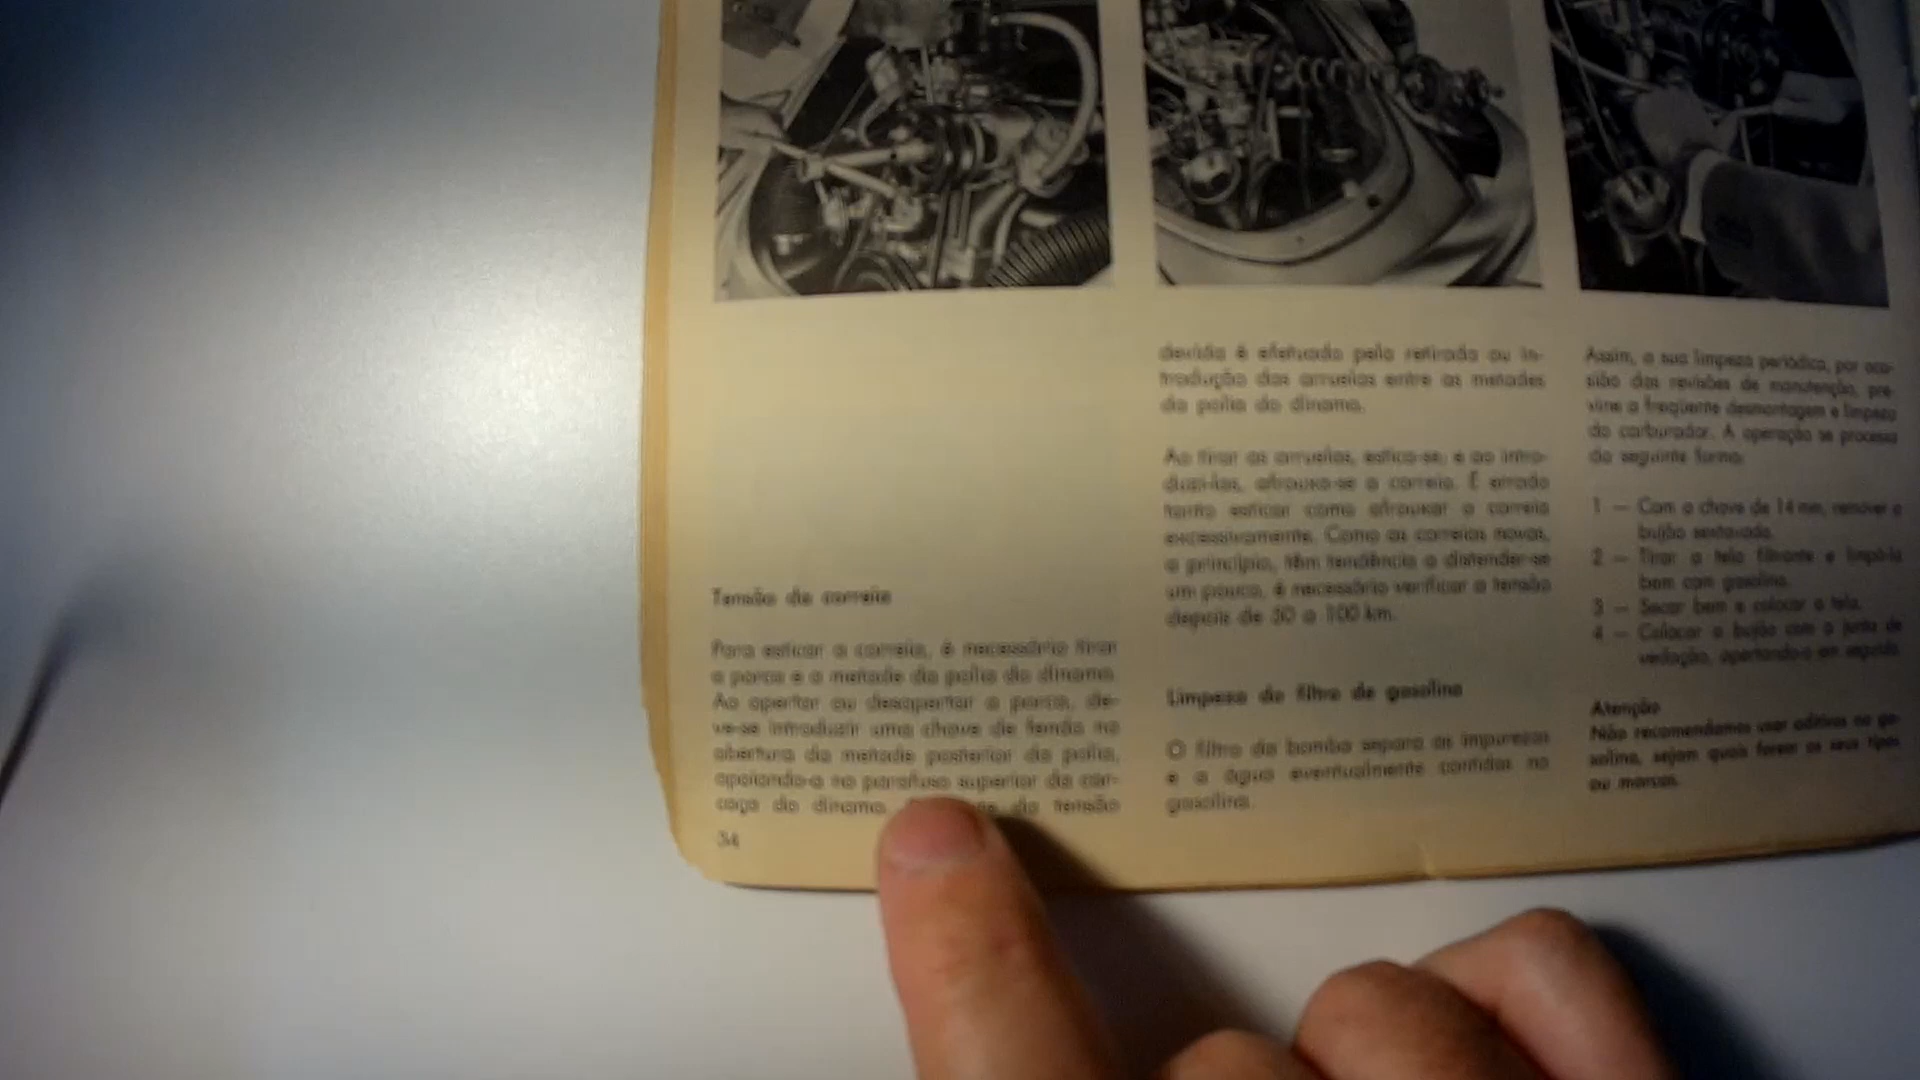 Tensão da correia
Para esticar a correia, é necessário tirar
a porca e a metade da polia do dínamo.
Ao apertar ou desapertar a porca, de-
ve-se introduzir uma chave de fenda na
abertura da metade posterior da polia,
apoiando-a no parafuso superior da car-
caça do dínamo. da tensão
34
devida é efetuado pela retirada ou in-
trodução das arruelas entre as metades
da polia do dínamo.
Ao tirar as arruelas, estica-se, e ao intro-
duzi-las, afrouxa-se a correia. É errado
tanto esticar como afrouxar a correia
excessivamente. Como as correias novas,
a princípio, têm tendência a distender-se
um pouco, é necessário verificar a tensão
depois de 50 a 100 km.
Limpeza do filtro de gasolina
O filtro da bomba separa as impurezas
e a água eventualmente contidas na
gasolina.
Assim, a sua limpeza periódica, por oca-
sião das revisões de manutenção, pre-
vine a freqüente desmontagem e limpeza
do carburador. A operação se processa
da seguinte forma:
1 — Com a chave de 14 mm, remover o
bujão sextavado.
2 — Tirar a tela filtrante e limpá-la
bem com gasolina.
3 — Secar bem e colocar a tela.
4 — Colocar o bujão com a junta de
vedação, apertando-o em seguida.
Atenção
Não recomendamos usar aditivos na ga-
solina, sejam quais forem os seus tipos
ou marcas.